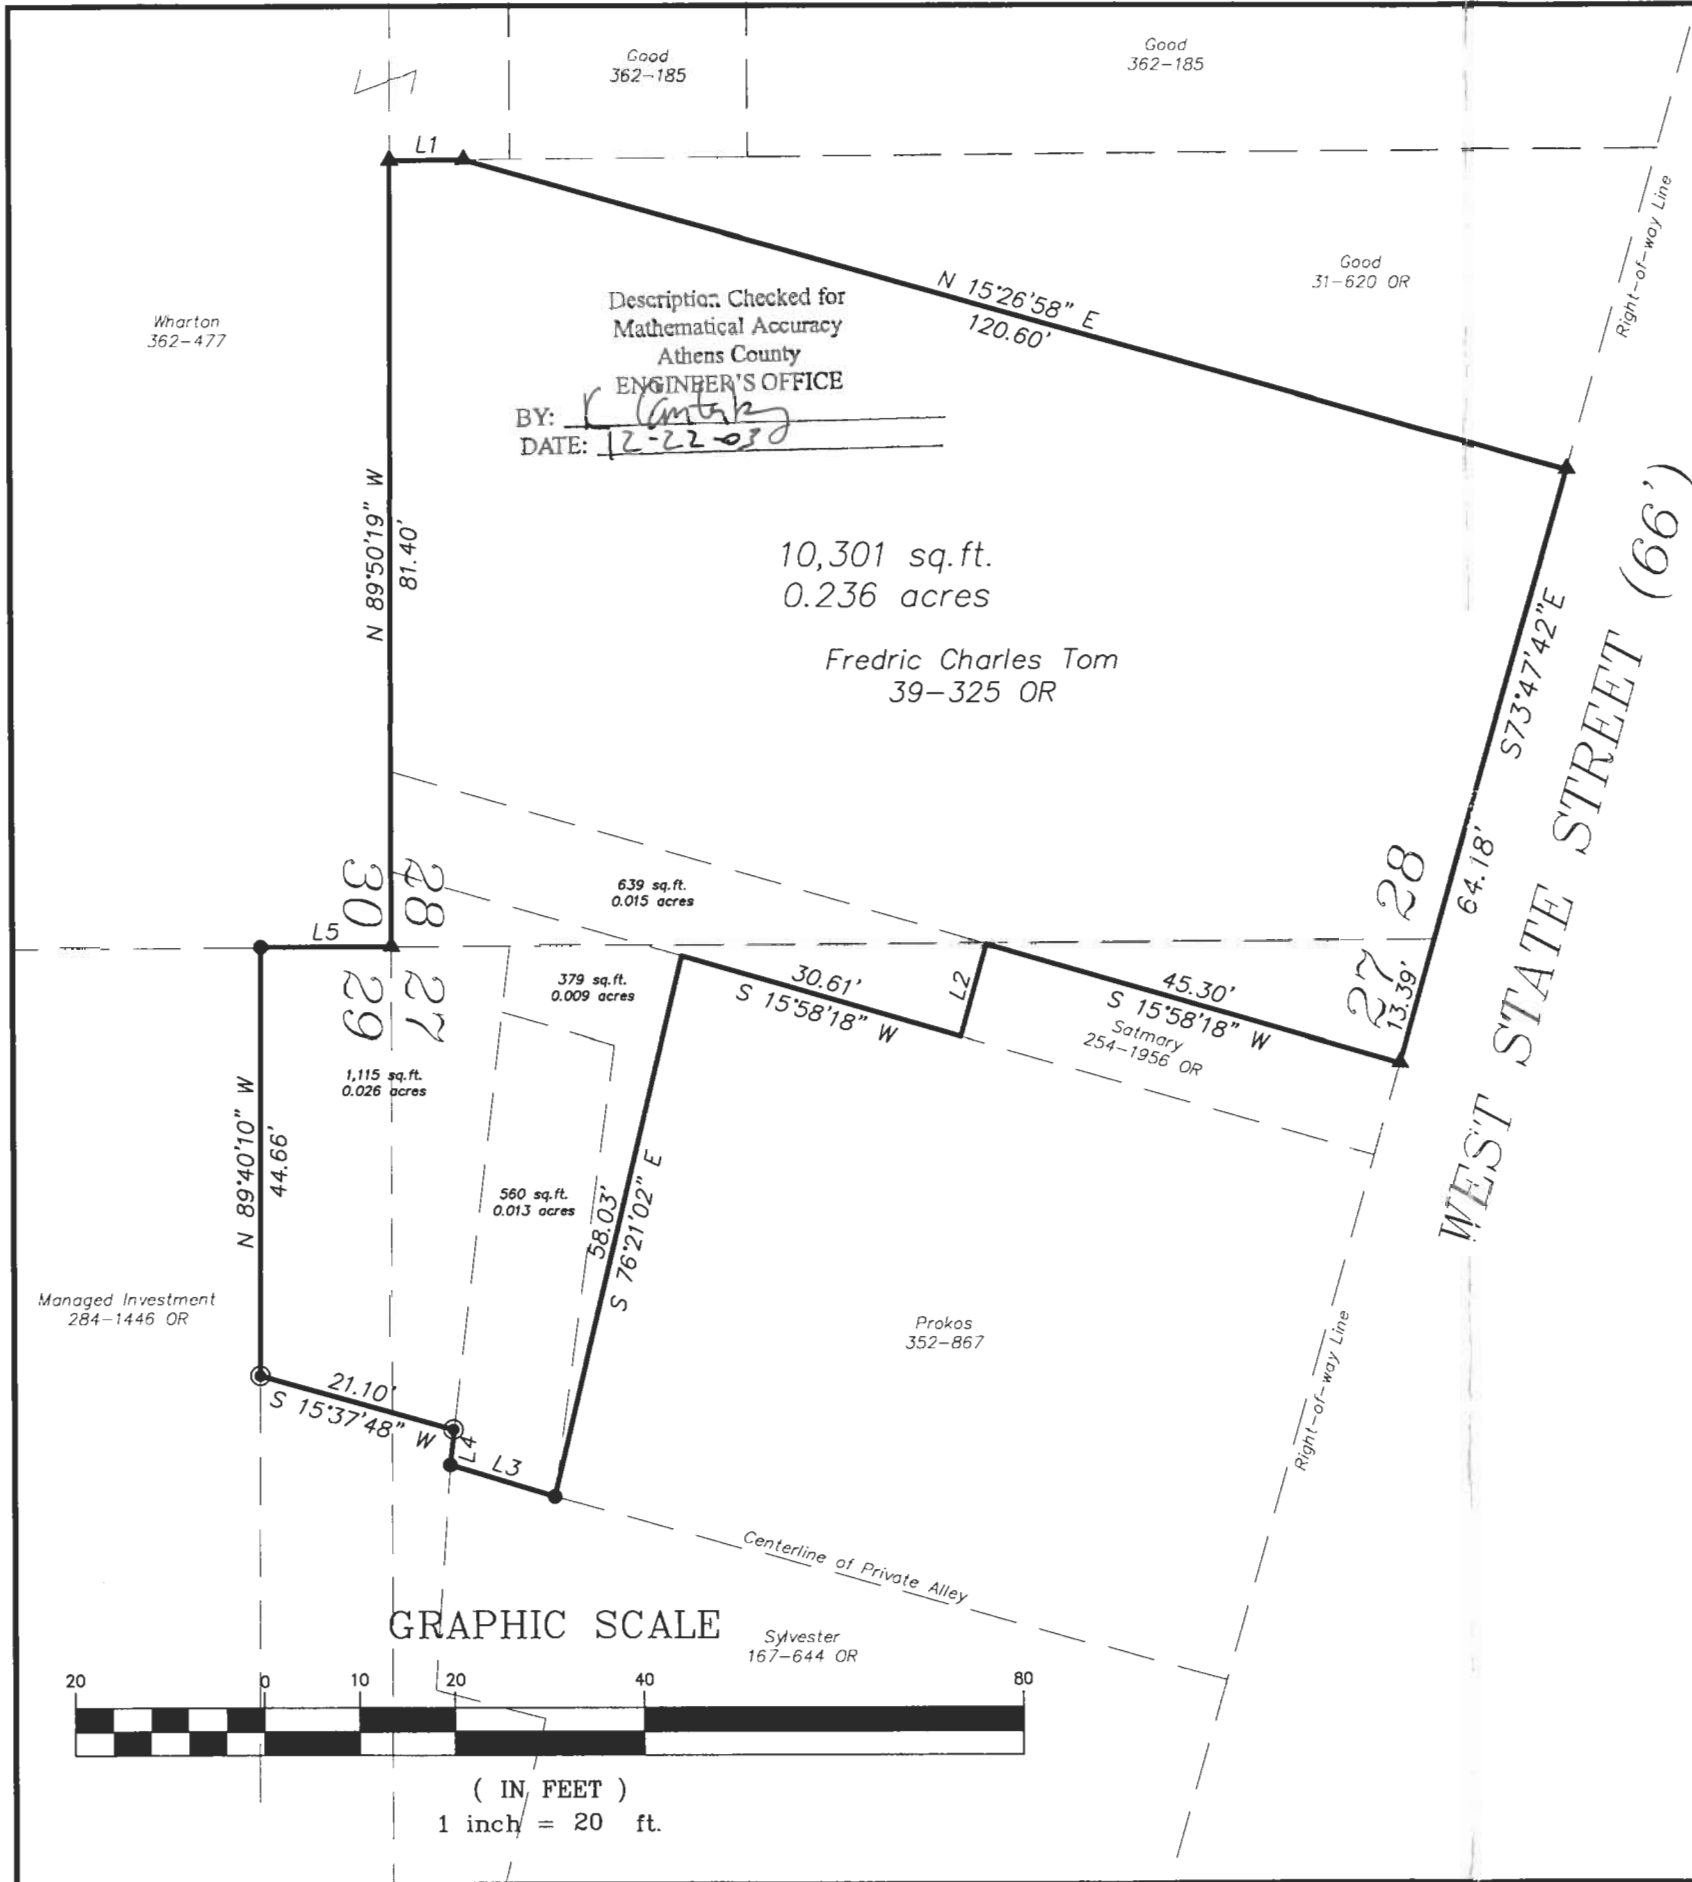 Good
362-185
Good
362-185
L1
Right-of-way Line
Good
31-620 OR
N 15°26'58" E
120.60'
Wharton
362-477
Description Checked for
Mathematical Accuracy
Athens County
ENGINEER'S OFFICE
BY:
DATE: 12-22-03
N 89°50'19" W
81.40'
10,301 sq.ft.
0.236 acres
Fredric Charles Tom
39-325 OR
S73°47'42"E
64.18'
WEST STATE STREET (66')
30
28
29
27
28
27
13.39'
639 sq.ft.
0.015 acres
L5
379 sq.ft.
0.009 acres
30.61'
S 15°58'18" W
L2
45.30'
S 15°58'18" W
Satmary
254-1956 OR
1,115 sq.ft.
0.026 acres
N 89°40'10" W
44.66'
560 sq.ft.
0.013 acres
58.03'
S 76°21'02" E
Managed Investment
284-1446 OR
Prokos
352-867
Right-of-way Line
21.10'
S 15°37'48" W
L4
L3
Centerline of Private Alley
GRAPHIC SCALE
Sylvester
167-644 OR
20 0 10 20 40 80
( IN FEET )
1 inch = 20 ft.